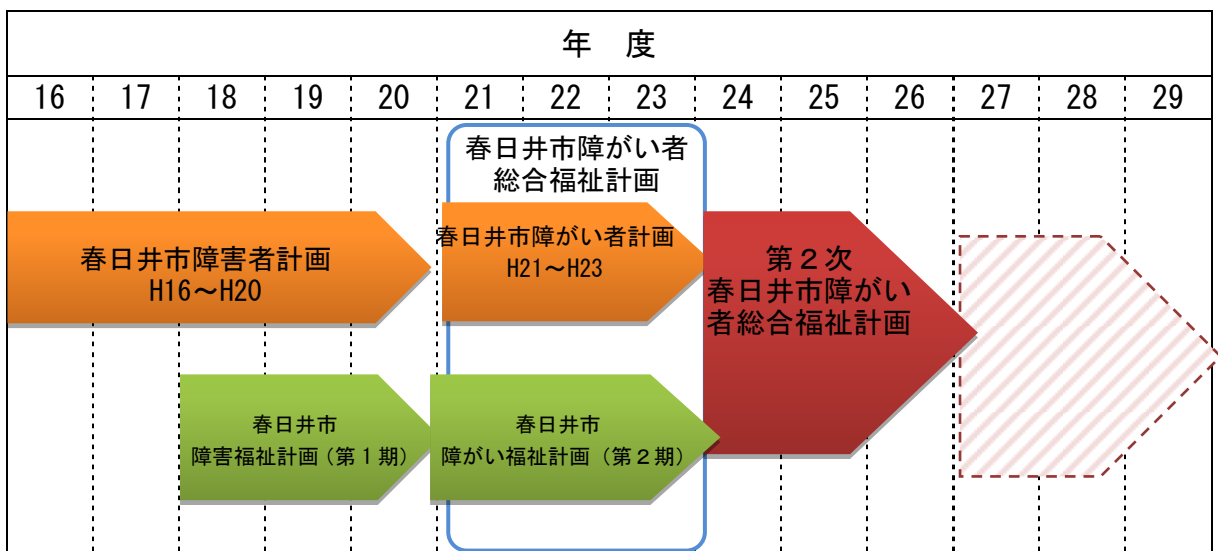 年 度
16 17 18 19 20 21 22 23 24 25 26 27 28 29
春日井市障がい者
総合福祉計画
春日井市障害者計画
H16～H20
春日井市障がい者計画
H21～H23
第２次
春日井市障がい
者総合福祉計画
春日井市
障害福祉計画（第１期）
春日井市
障がい福祉計画（第２期）